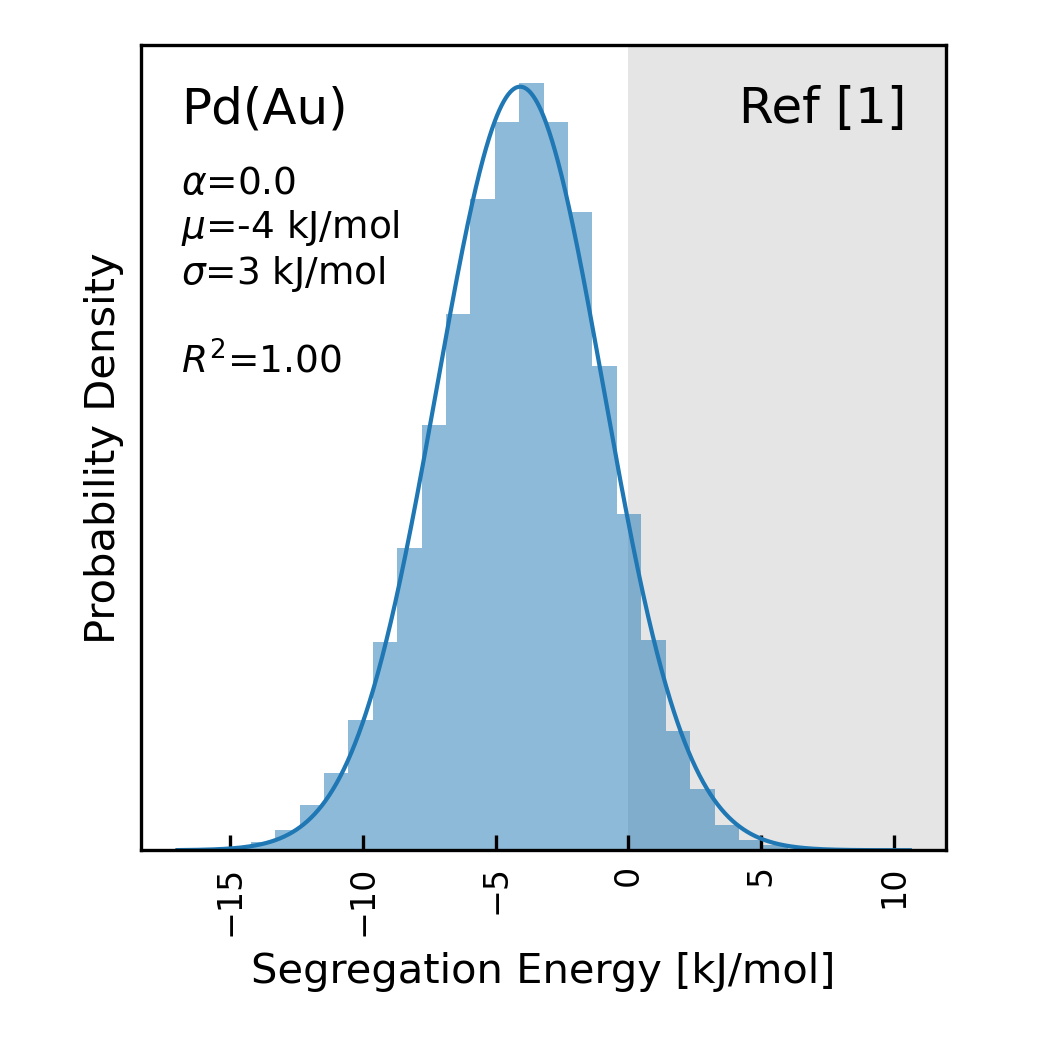 Pd(Au)
Ref [1]
α=0.0
μ=-4 kJ/mol
σ=3 kJ/mol
R²=1.00
Probability Density
−15
−10
−5
0
5
10
Segregation Energy [kJ/mol]